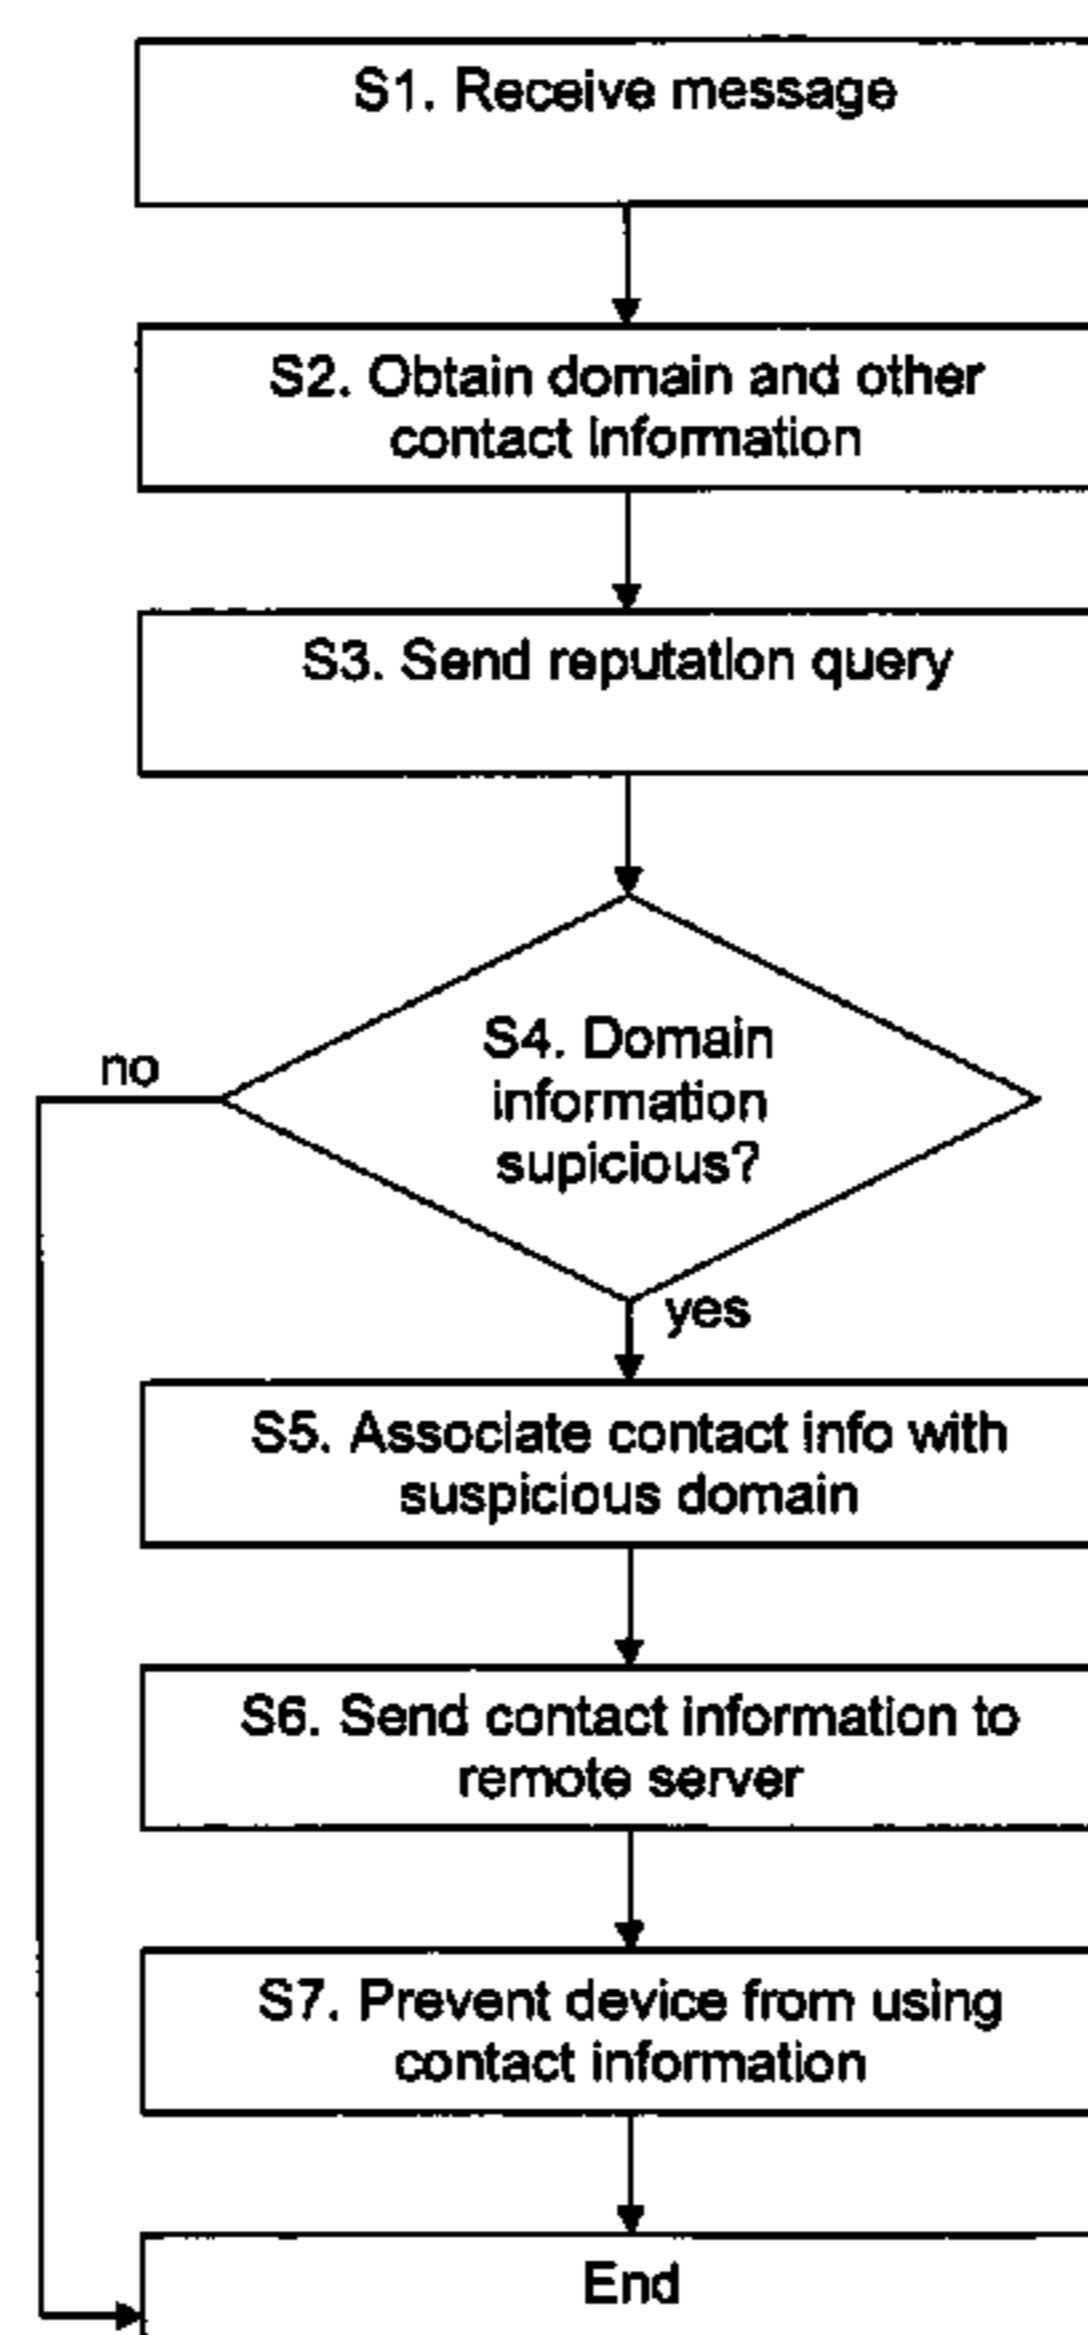 S1. Receive message
S2. Obtain domain and other
contact information
S3. Send reputation query
S4. Domain
information
supicious?
no
yes
S5. Associate contact info with
suspicious domain
S6. Send contact information to
remote server
S7. Prevent device from using
contact information
End